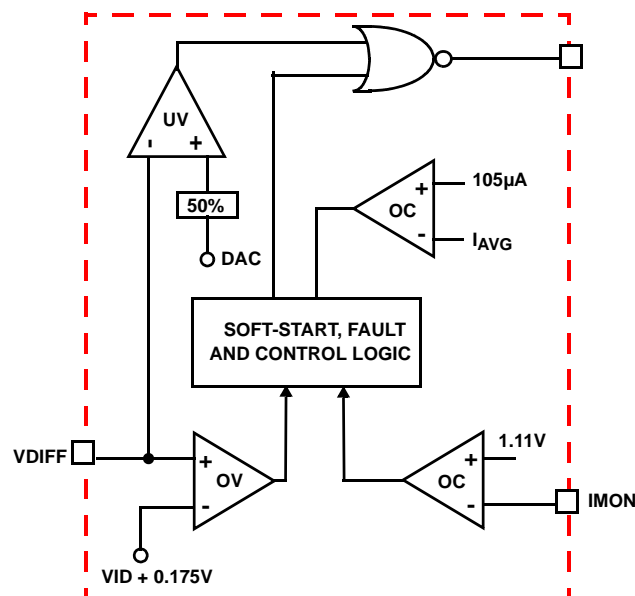 UV
- +
50%
DAC
+ 105µA
OC
- IAVG
SOFT-START, FAULT
AND CONTROL LOGIC
VDIFF
+
OV
-
VID + 0.175V
1.11V
+
OC
-
IMON